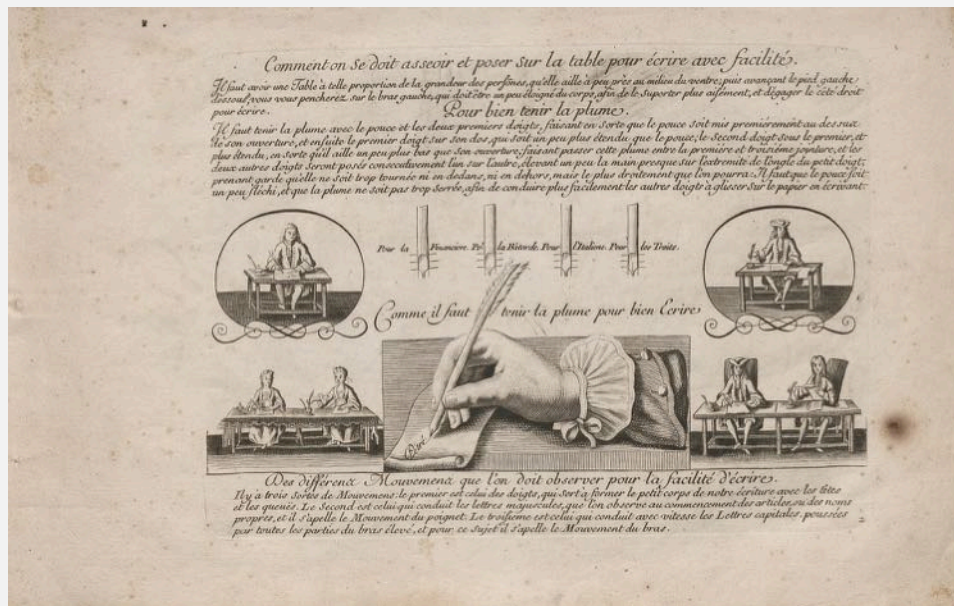 Comment on se doit asseoir et poser sur la table pour écrire avec facilité.
Il faut avoir une Table à telle proportion de la grandeur des persones, qu'elle aille à peu près au milieu du ventre; puis avançant le pied gauche
dessous, vous vous pencherez sur le bras gauche, qui doit être un peu éloigné du corps, afin de le suporter plus aisément, et dégager le côté droit
pour écrire.
Pour bien tenir la plume.
Il faut tenir la plume avec le pouce et les deux premiers doigts, faisant en sorte que le pouce soit mis premièrement au dessus
de son ouverture, et ensuite le premier doigt sur son dos, qui soit un peu plus étendu, que le pouce; le Second doigt sous le premier, et
plus étendu, en sorte qu'il aille un peu plus bas que son ouverture, faisant passer cette plume entre la première et troisième jointure, et les
deux autres doigts seront posés consecutivement l'un sur l'autre, élevant un peu la main presque sur l'extremité de l'ongle du petit doigt;
prenant garde qu'elle ne soit trop tournée ni en dedans, ni en dehors, mais le plus droitement que l'on pourra: Il faut que le pouce soit
un peu fléchi, et que la plume ne soit pas trop serrée, afin de conduire plus facilement les autres doigts à glisser sur le papier en écrivant.
Pour la Financière. Pr. la Bâtarde. Pour l'Italiene. Pour les Traits.
Comme il faut tenir la plume pour bien Ecrire
Des différens Mouvemens que l'on doit observer pour la facilité d'écrire.
Il y à trois Sortes de Mouvemens: le premier est celui des doigts, qui sert à former le petit corps de notre écriture avec les têtes
et les queuës. Le Second est celui qui conduit les lettres majuscules, que l'on observe au commencement des articles, ou des noms
propres, et il s'apelle le Mouvement du poignet: Le troisième est celui qui conduit avec vitesse les Lettres capitales, poussées
par toutes les parties du bras élevé, et pour ce sujet il s'apelle le Mouvement du bras.
2